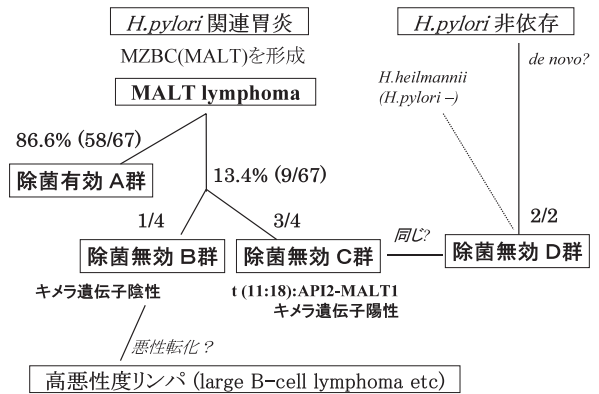 H.pylori 関連胃炎
H.pylori 非依存
MZBC(MALT)を形成
de novo?
H.heilmannii
(H.pylori –)
MALT lymphoma
86.6% (58/67)
13.4% (9/67)
除菌有効 A群
1/4
3/4
2/2
同じ?
除菌無効 B群
除菌無効 C群
除菌無効 D群
キメラ遺伝子陰性
t (11:18):API2-MALT1
キメラ遺伝子陽性
悪性転化？
高悪性度リンパ (large B-cell lymphoma etc)